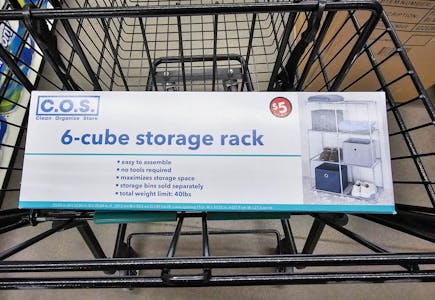 C.O.S.
Clean Organize Store
$5
6-cube storage rack
• easy to assemble
• no tools required
• maximizes storage space
• storage bins sold separately
• total weight limit: 40lbs